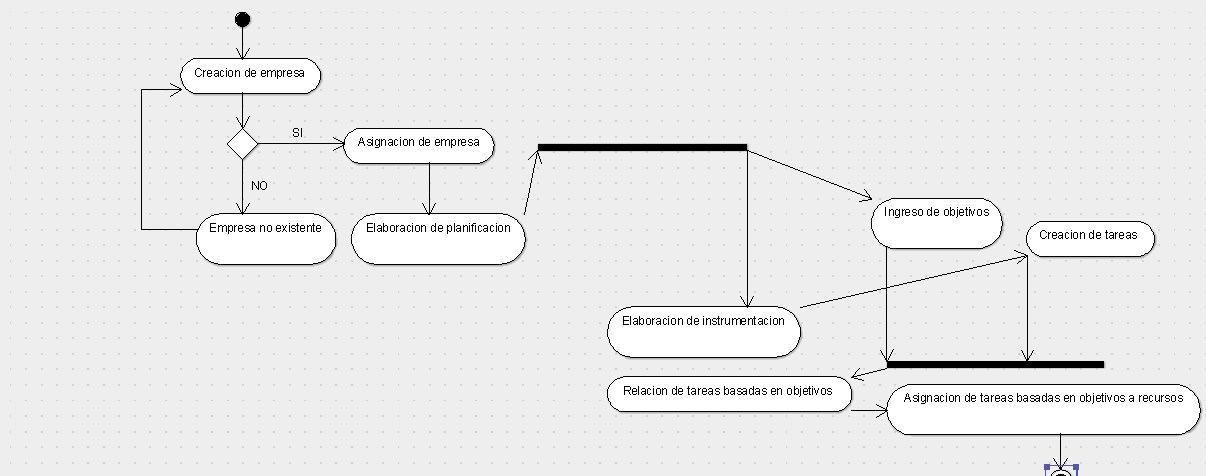 Creacion de empresa
SI
Asignacion de empresa
NO
Empresa no existente
Elaboracion de planificacion
Ingreso de objetivos
Creacion de tareas
Elaboracion de instrumentacion
Relacion de tareas basadas en objetivos
Asignacion de tareas basadas en objetivos a recursos